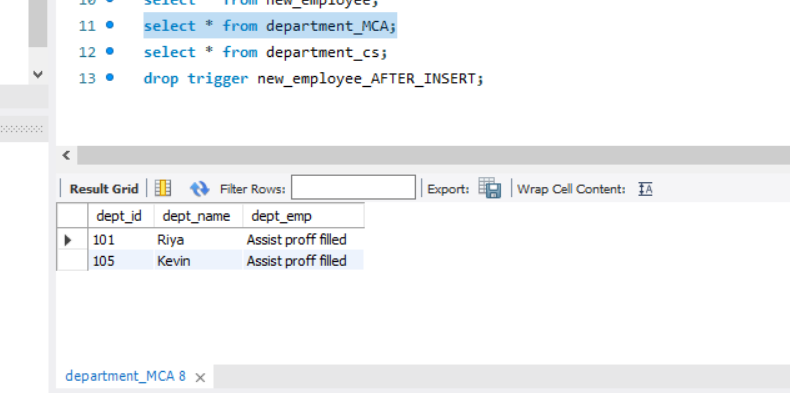 10 select * from new_employee;
11 select * from department_MCA;
12 select * from department_cs;
13 drop trigger new_employee_AFTER_INSERT;
Result Grid Filter Rows: Export: Wrap Cell Content: IA
dept_id dept_name dept_emp
101 Riya Assist proff filled
105 Kevin Assist proff filled
department_MCA 8 ×